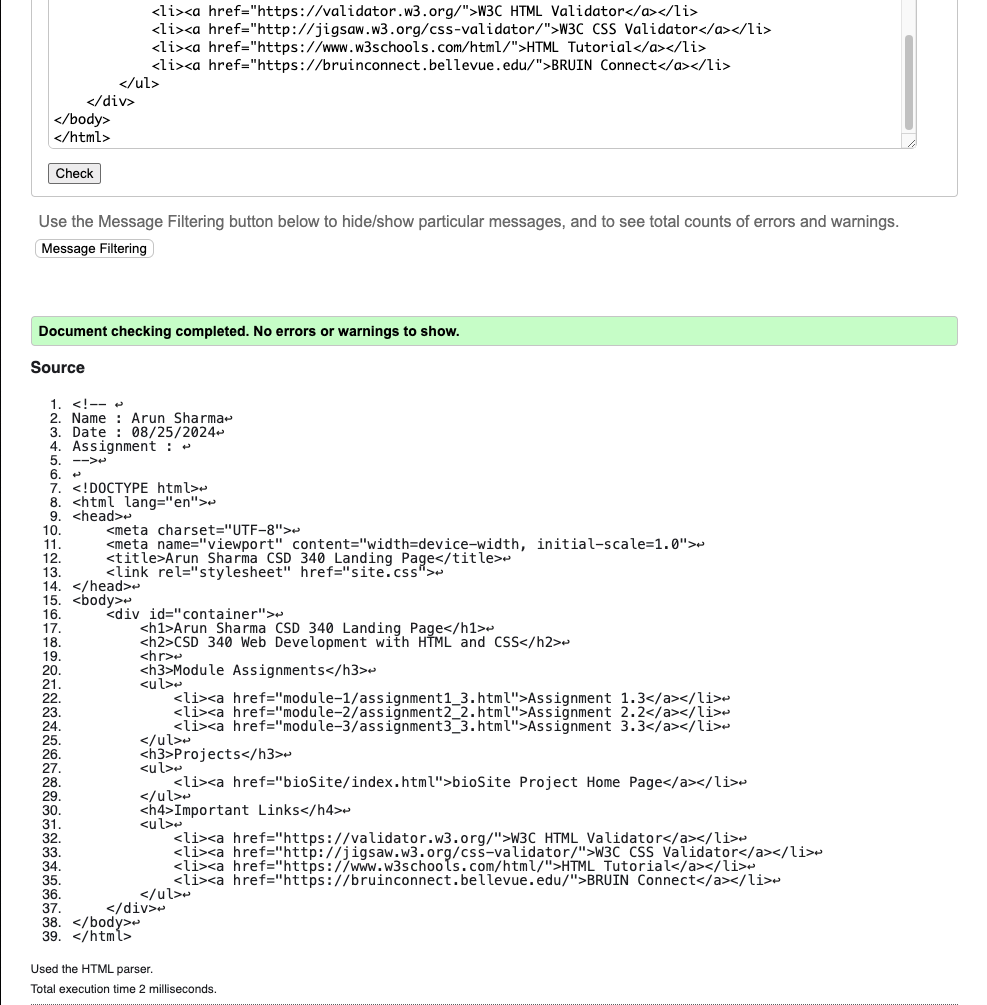 <li><a href="https://validator.w3.org/">W3C HTML Validator</a></li>
<li><a href="http://jigsaw.w3.org/css-validator/">W3C CSS Validator</a></li>
<li><a href="https://www.w3schools.com/html/">HTML Tutorial</a></li>
<li><a href="https://bruinconnect.bellevue.edu/">BRUIN Connect</a></li>
</ul>
</div>
</body>
</html>
Check
Use the Message Filtering button below to hide/show particular messages, and to see total counts of errors and warnings.
Message Filtering
Document checking completed. No errors or warnings to show.
Source
1. <!-- ↩
2. Name : Arun Sharma↩
3. Date : 08/25/2024↩
4. Assignment : ↩
5. -->↩
6. ↩
7. <!DOCTYPE html>↩
8. <html lang="en">↩
9. <head>↩
10. <meta charset="UTF-8">↩
11. <meta name="viewport" content="width=device-width, initial-scale=1.0">↩
12. <title>Arun Sharma CSD 340 Landing Page</title>↩
13. <link rel="stylesheet" href="site.css">↩
14. </head>↩
15. <body>↩
16. <div id="container">↩
17. <h1>Arun Sharma CSD 340 Landing Page</h1>↩
18. <h2>CSD 340 Web Development with HTML and CSS</h2>↩
19. <hr>↩
20. <h3>Module Assignments</h3>↩
21. <ul>↩
22. <li><a href="module-1/assignment1_3.html">Assignment 1.3</a></li>↩
23. <li><a href="module-2/assignment2_2.html">Assignment 2.2</a></li>↩
24. <li><a href="module-3/assignment3_3.html">Assignment 3.3</a></li>↩
25. </ul>↩
26. <h3>Projects</h3>↩
27. <ul>↩
28. <li><a href="bioSite/index.html">bioSite Project Home Page</a></li>↩
29. </ul>↩
30. <h4>Important Links</h4>↩
31. <ul>↩
32. <li><a href="https://validator.w3.org/">W3C HTML Validator</a></li>↩
33. <li><a href="http://jigsaw.w3.org/css-validator/">W3C CSS Validator</a></li>↩
34. <li><a href="https://www.w3schools.com/html/">HTML Tutorial</a></li>↩
35. <li><a href="https://bruinconnect.bellevue.edu/">BRUIN Connect</a></li>↩
36. </ul>↩
37. </div>↩
38. </body>↩
39. </html>
Used the HTML parser.
Total execution time 2 milliseconds.